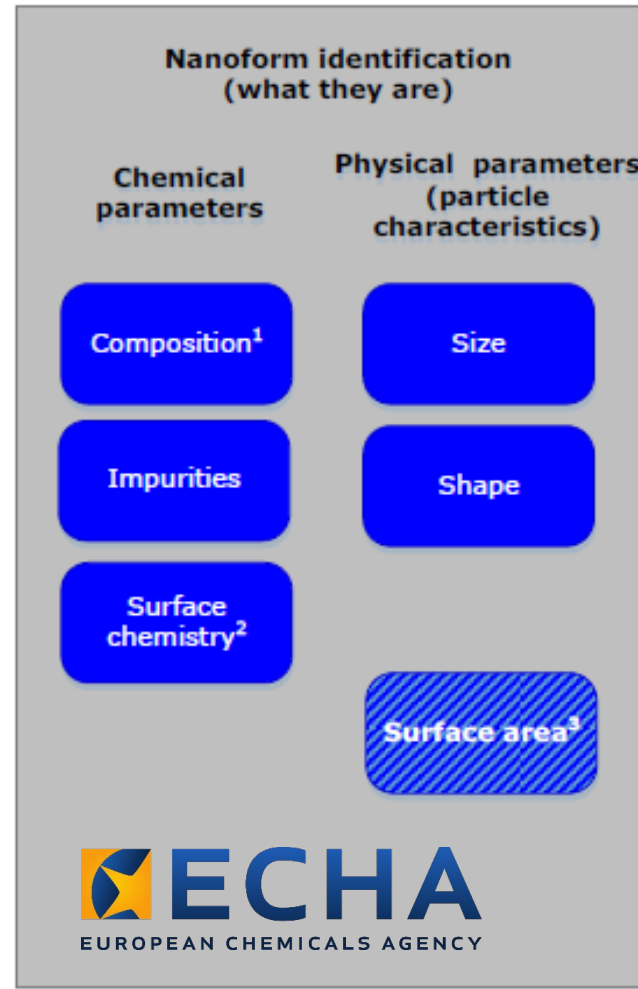 Nanoform identification
(what they are)
Chemical
parameters
Physical parameters
(particle
characteristics)
Composition¹
Size
Impurities
Shape
Surface
chemistry²
Surface area³
ECHA
EUROPEAN CHEMICALS AGENCY